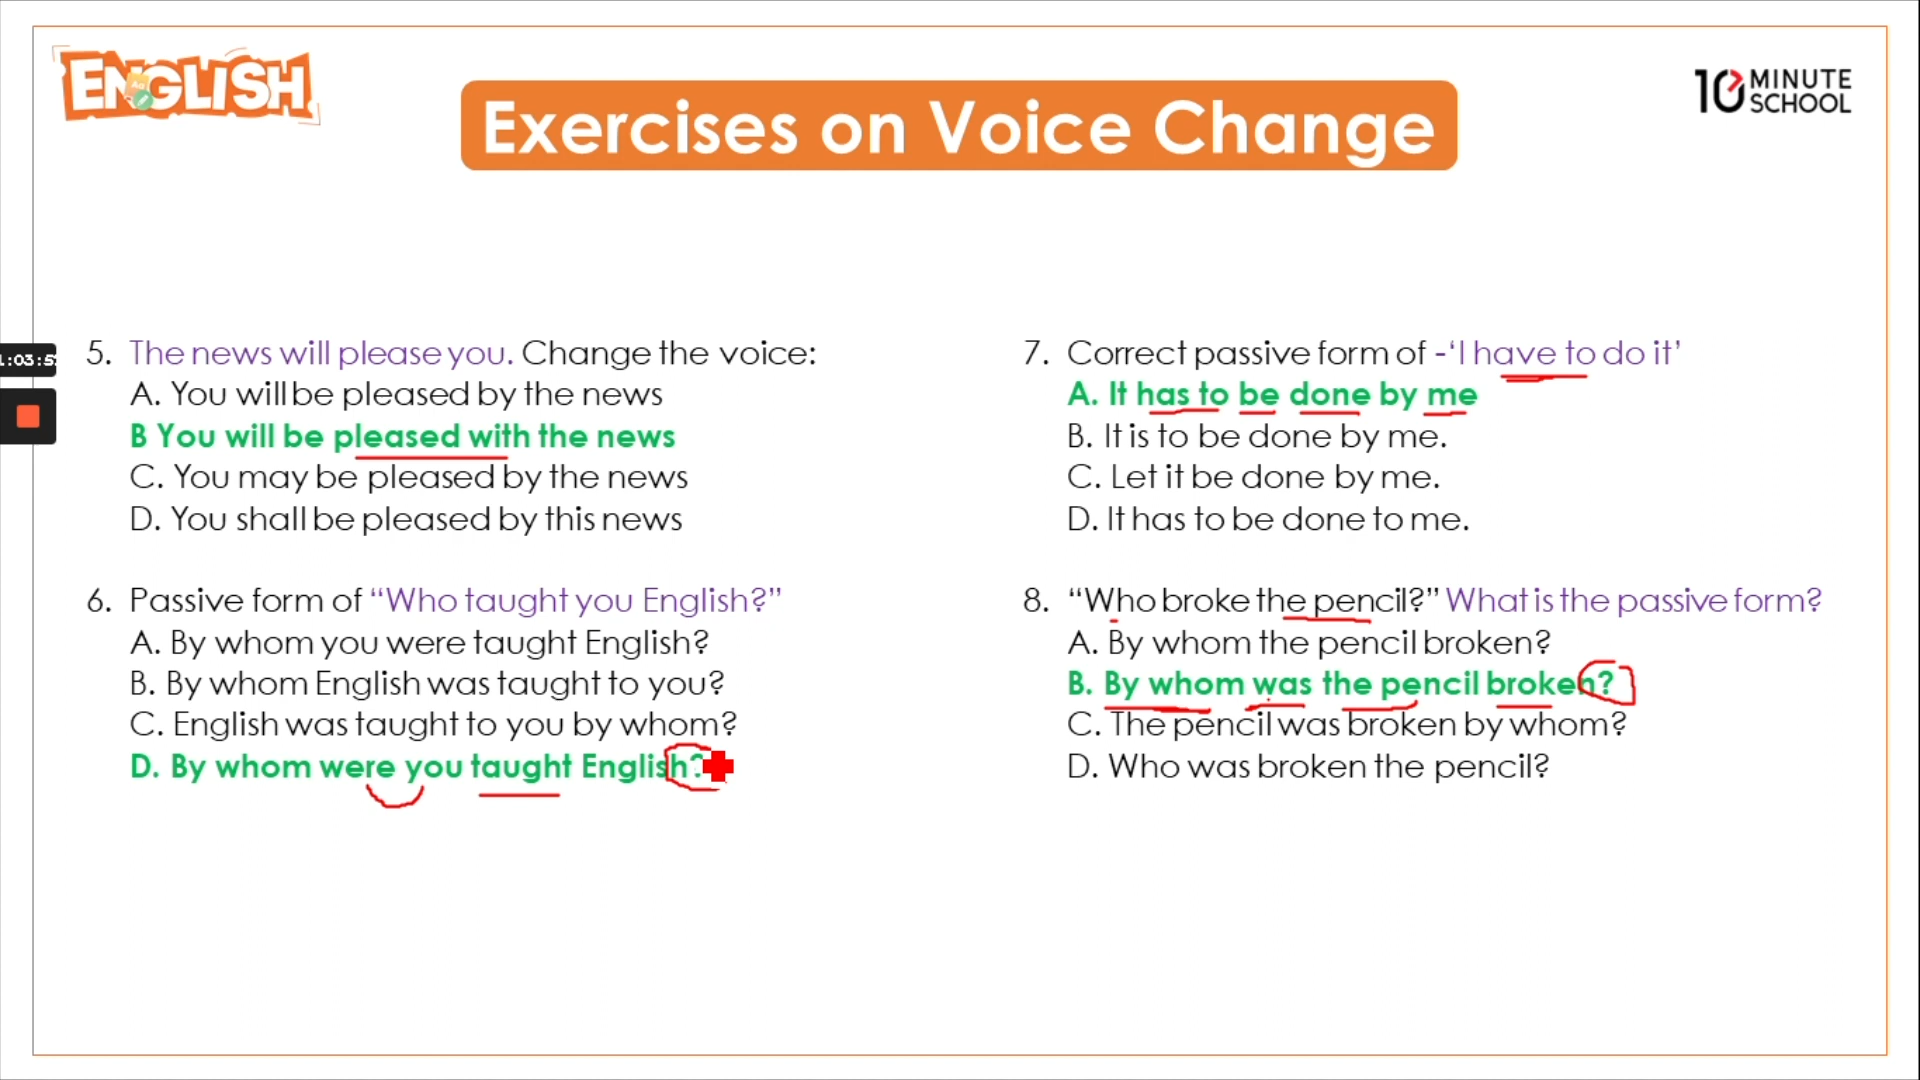 ENGLISH
Exercises on Voice Change
10 MINUTE
SCHOOL
1:03:5
5. The news will please you. Change the voice:
A. You will be pleased by the news
B You will be pleased with the news
C. You may be pleased by the news
D. You shall be pleased by this news
6. Passive form of “Who taught you English?”
A. By whom you were taught English?
B. By whom English was taught to you?
C. English was taught to you by whom?
D. By whom were you taught English?
7. Correct passive form of -‘I have to do it’
A. It has to be done by me
B. It is to be done by me.
C. Let it be done by me.
D. It has to be done to me.
8. “Who broke the pencil?” What is the passive form?
A. By whom the pencil broken?
B. By whom was the pencil broken?
C. The pencil was broken by whom?
D. Who was broken the pencil?